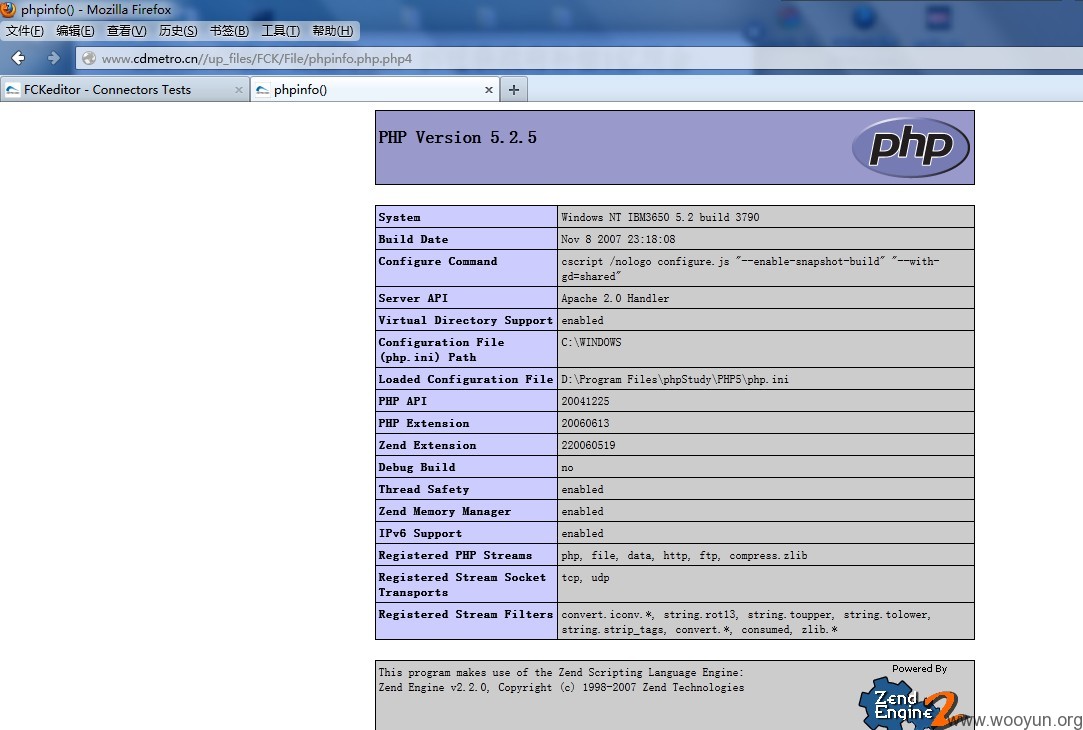 phpinfo() - Mozilla Firefox
文件(F) 编辑(E) 查看(V) 历史(S) 书签(B) 工具(T) 帮助(H)
www.cdmetro.cn//up_files/FCK/File/phpinfo.php.php4
FCKeditor - Connectors Tests × phpinfo() × +
PHP Version 5.2.5
php
System Windows NT IBM3650 5.2 build 3790
Build Date Nov 8 2007 23:18:08
Configure Command cscript /nologo configure.js "--enable-snapshot-build" "--with-
gd=shared"
Server API Apache 2.0 Handler
Virtual Directory Support enabled
Configuration File C:\WINDOWS
(php.ini) Path
Loaded Configuration File D:\Program Files\phpStudy\PHP5\php.ini
PHP API 20041225
PHP Extension 20060613
Zend Extension 220060519
Debug Build no
Thread Safety enabled
Zend Memory Manager enabled
IPv6 Support enabled
Registered PHP Streams php, file, data, http, ftp, compress.zlib
Registered Stream Socket tcp, udp
Transports
Registered Stream Filters convert.iconv.*, string.rot13, string.toupper, string.tolower,
string.strip_tags, convert.*, consumed, zlib.*
This program makes use of the Zend Scripting Language Engine:
Zend Engine v2.2.0, Copyright (c) 1998-2007 Zend Technologies
Powered By
Zend
Engine 2
www.wooyun.org